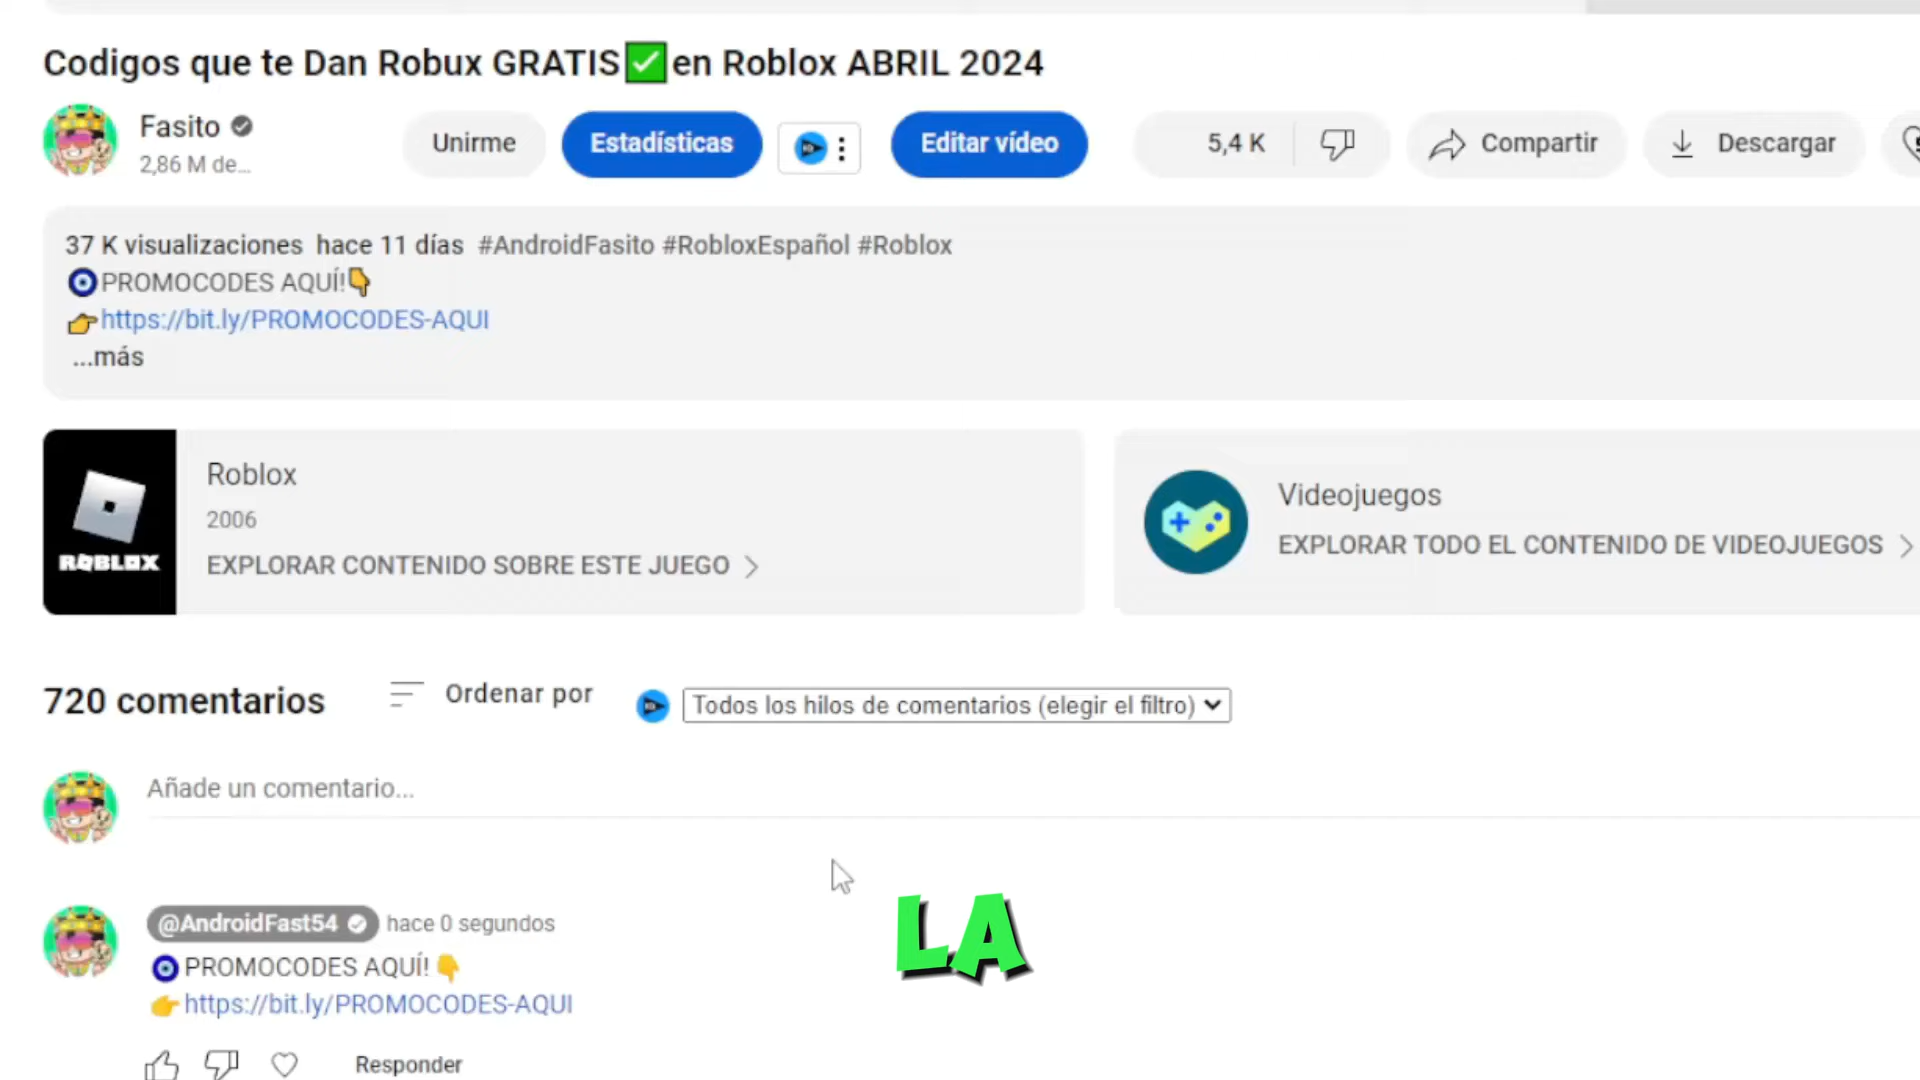 Codigos que te Dan Robux GRATIS✅en Roblox ABRIL 2024
Fasito
2,86 M de...
Unirme
Estadísticas
Editar vídeo
5,4 K
Compartir
Descargar
37 K visualizaciones hace 11 días #AndroidFasito #RobloxEspañol #Roblox
🧿PROMOCODES AQUÍ!👇
👉https://bit.ly/PROMOCODES-AQUI
...más
ROBLOX
Roblox
2006
EXPLORAR CONTENIDO SOBRE ESTE JUEGO
Videojuegos
EXPLORAR TODO EL CONTENIDO DE VIDEOJUEGOS
720 comentarios
Ordenar por
Todos los hilos de comentarios (elegir el filtro)
Añade un comentario...
@AndroidFast54 hace 0 segundos
🧿PROMOCODES AQUÍ!👇
👉https://bit.ly/PROMOCODES-AQUI
Responder
LA